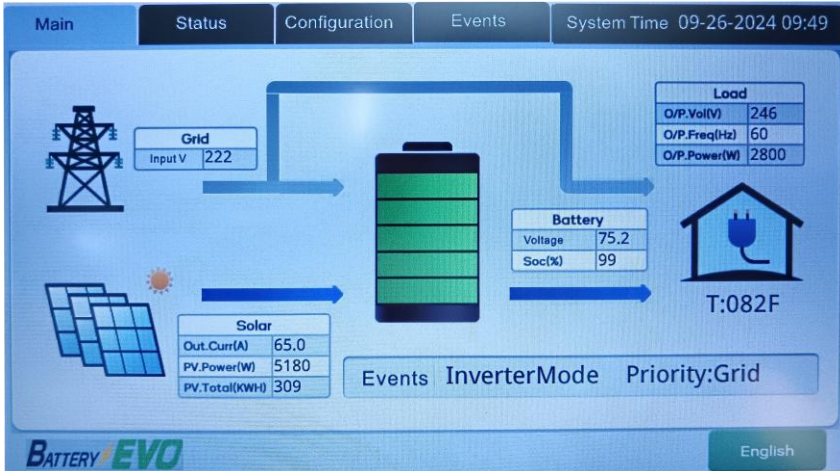 Main
Status
Configuration
Events
System Time 09-26-2024 09:49
Grid
Input V 222
Load
O/P.Vol(V) 246
O/P.Freq(Hz) 60
O/P.Power(W) 2800
Battery
Voltage 75.2
Soc(%) 99
T:082F
Solar
Out.Curr(A) 65.0
PV.Power(W) 5180
PV.Total(KWH) 309
Events InverterMode Priority:Grid
BATTERY EVO
English